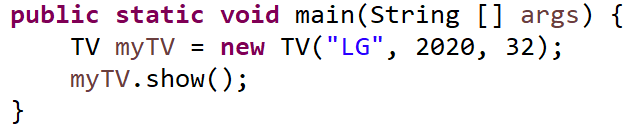 public static void main(String [] args) {
    TV myTV = new TV("LG", 2020, 32);
    myTV.show();
}